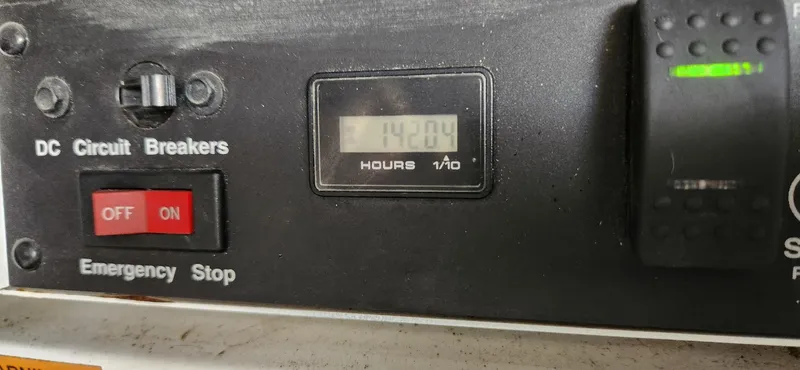 DC Circuit Breakers
OFF ON
Emergency Stop
14204
HOURS 1/10